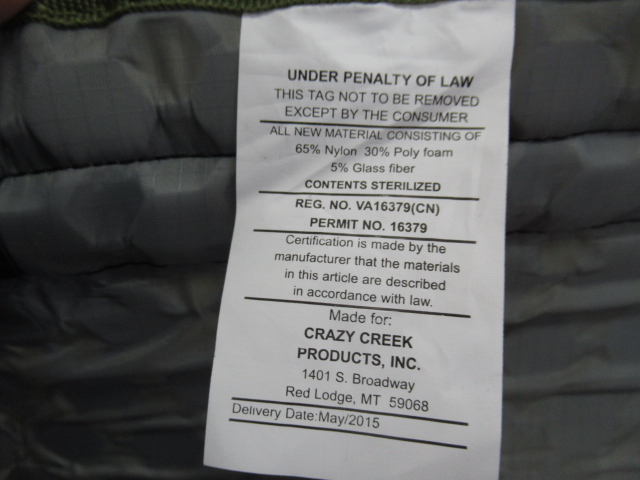 UNDER PENALTY OF LAW
THIS TAG NOT TO BE REMOVED
EXCEPT BY THE CONSUMER
ALL NEW MATERIAL CONSISTING OF
65% Nylon 30% Poly foam
5% Glass fiber
CONTENTS STERILIZED
REG. NO. VA16379(CN)
PERMIT NO. 16379
Certification is made by the
manufacturer that the materials
in this article are described
in accordance with law.
Made for:
CRAZY CREEK
PRODUCTS, INC.
1401 S. Broadway
Red Lodge, MT 59068
Delivery Date:May/2015